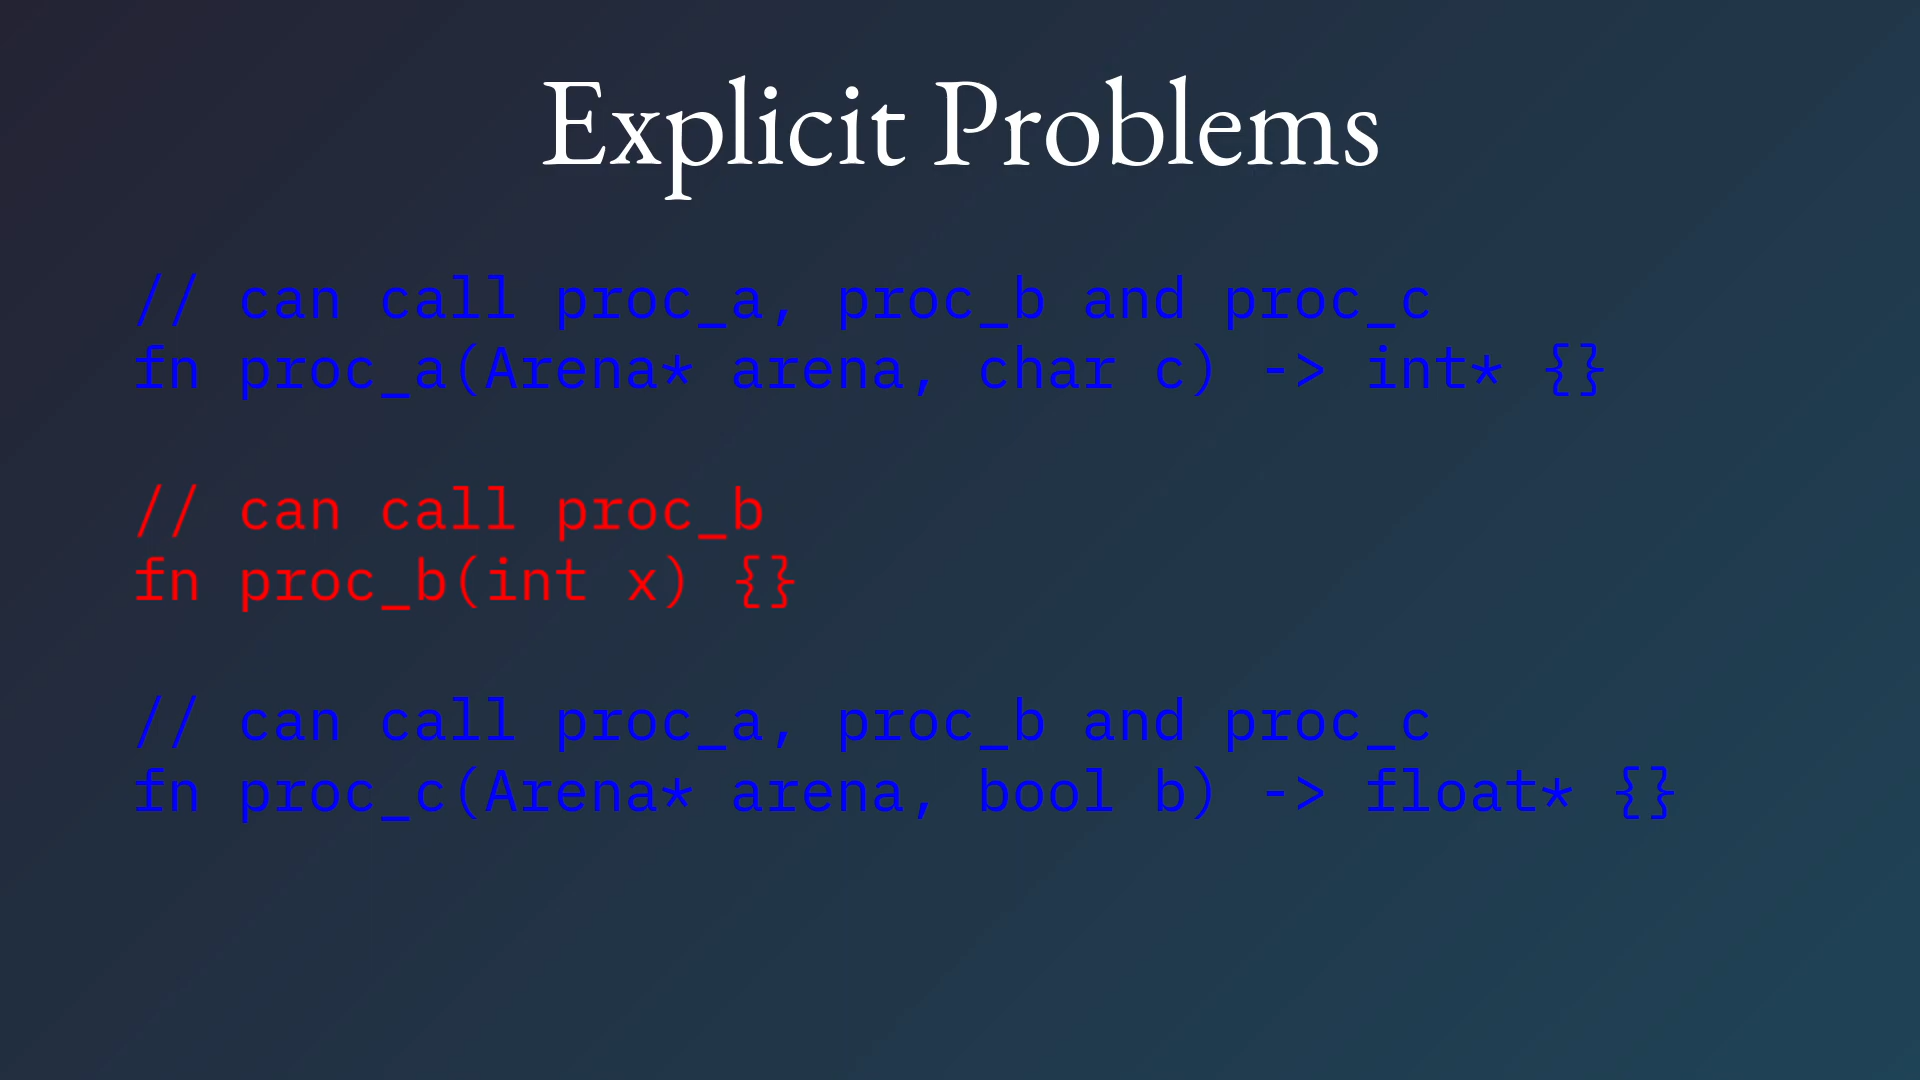 Explicit Problems
// can call proc_a, proc_b and proc_c
fn proc_a(Arena* arena, char c) -> int* {}
// can call proc_b
fn proc_b(int x) {}
// can call proc_a, proc_b and proc_c
fn proc_c(Arena* arena, bool b) -> float* {}